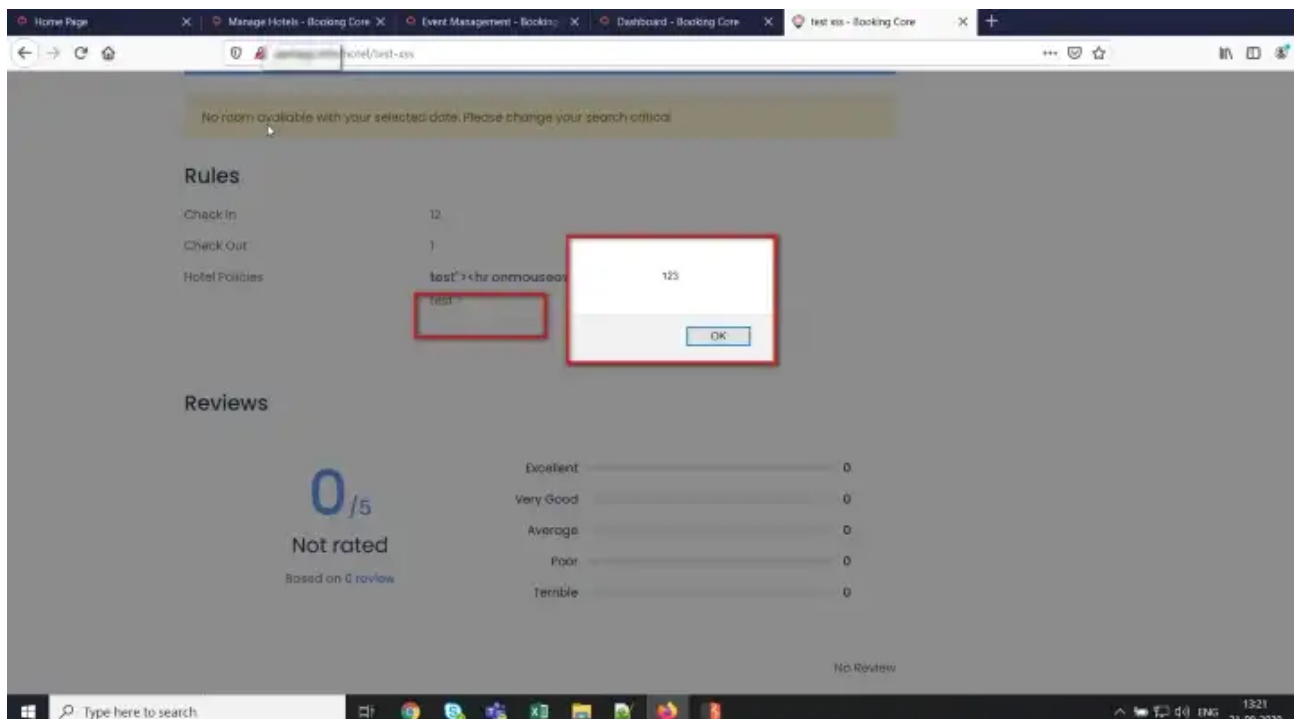 Home Page
Manage Hotels - Booking Core
Event Management - Booking
Dashboard - Booking Core
test xss - Booking Core
hotel/test-xss
No room available with your selected date. Please change your search critical
Rules
Check In 12
Check Out 1
Hotel Policies test"><hr onmouseov
test
123
OK
Reviews
0/5
Not rated
Based on 0 review
Excellent 0
Very Good 0
Average 0
Poor 0
Terrible 0
No Review
Type here to search
ENG
13:21